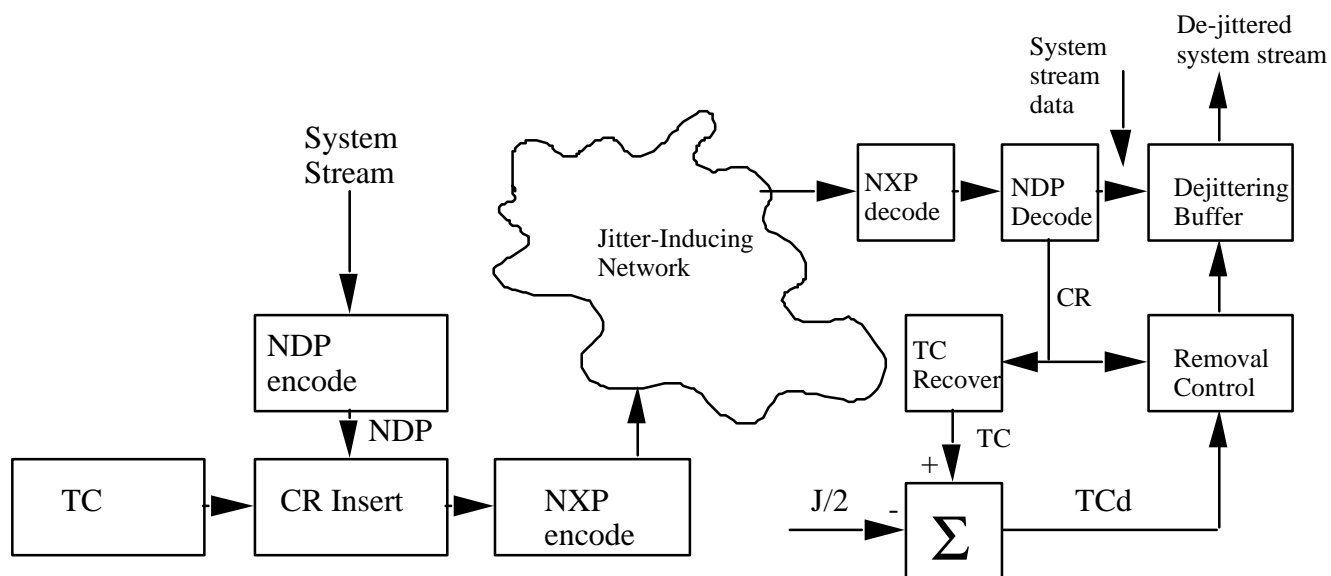 De-jittered
system stream
System
stream
data
System
Stream
NXP
decode
NDP
Decode
Dejittering
Buffer
Jitter-Inducing
Network
CR
NDP
encode
TC
Recover
Removal
Control
NDP
TC
+
TC
CR Insert
NXP
encode
J/2
-
Σ
TCd